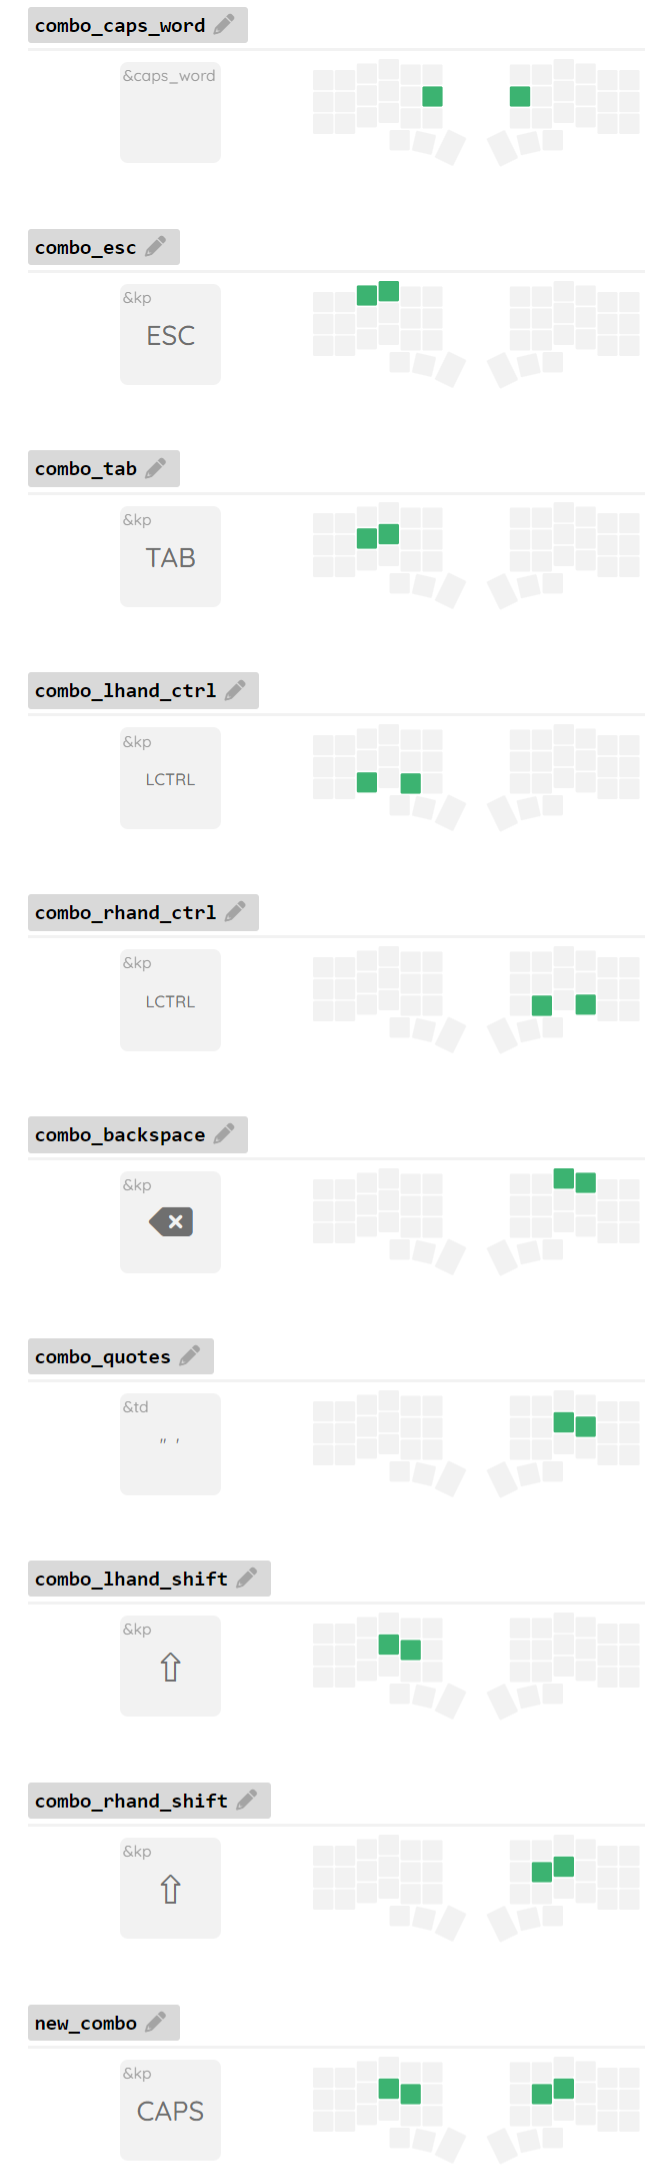 combo_caps_word
&caps_word
combo_esc
&kp
ESC
combo_tab
&kp
TAB
combo_lhand_ctrl
&kp
LCTRL
combo_rhand_ctrl
&kp
LCTRL
combo_backspace
&kp
combo_quotes
&td
" '
combo_lhand_shift
&kp
⇧
combo_rhand_shift
&kp
⇧
new_combo
&kp
CAPS